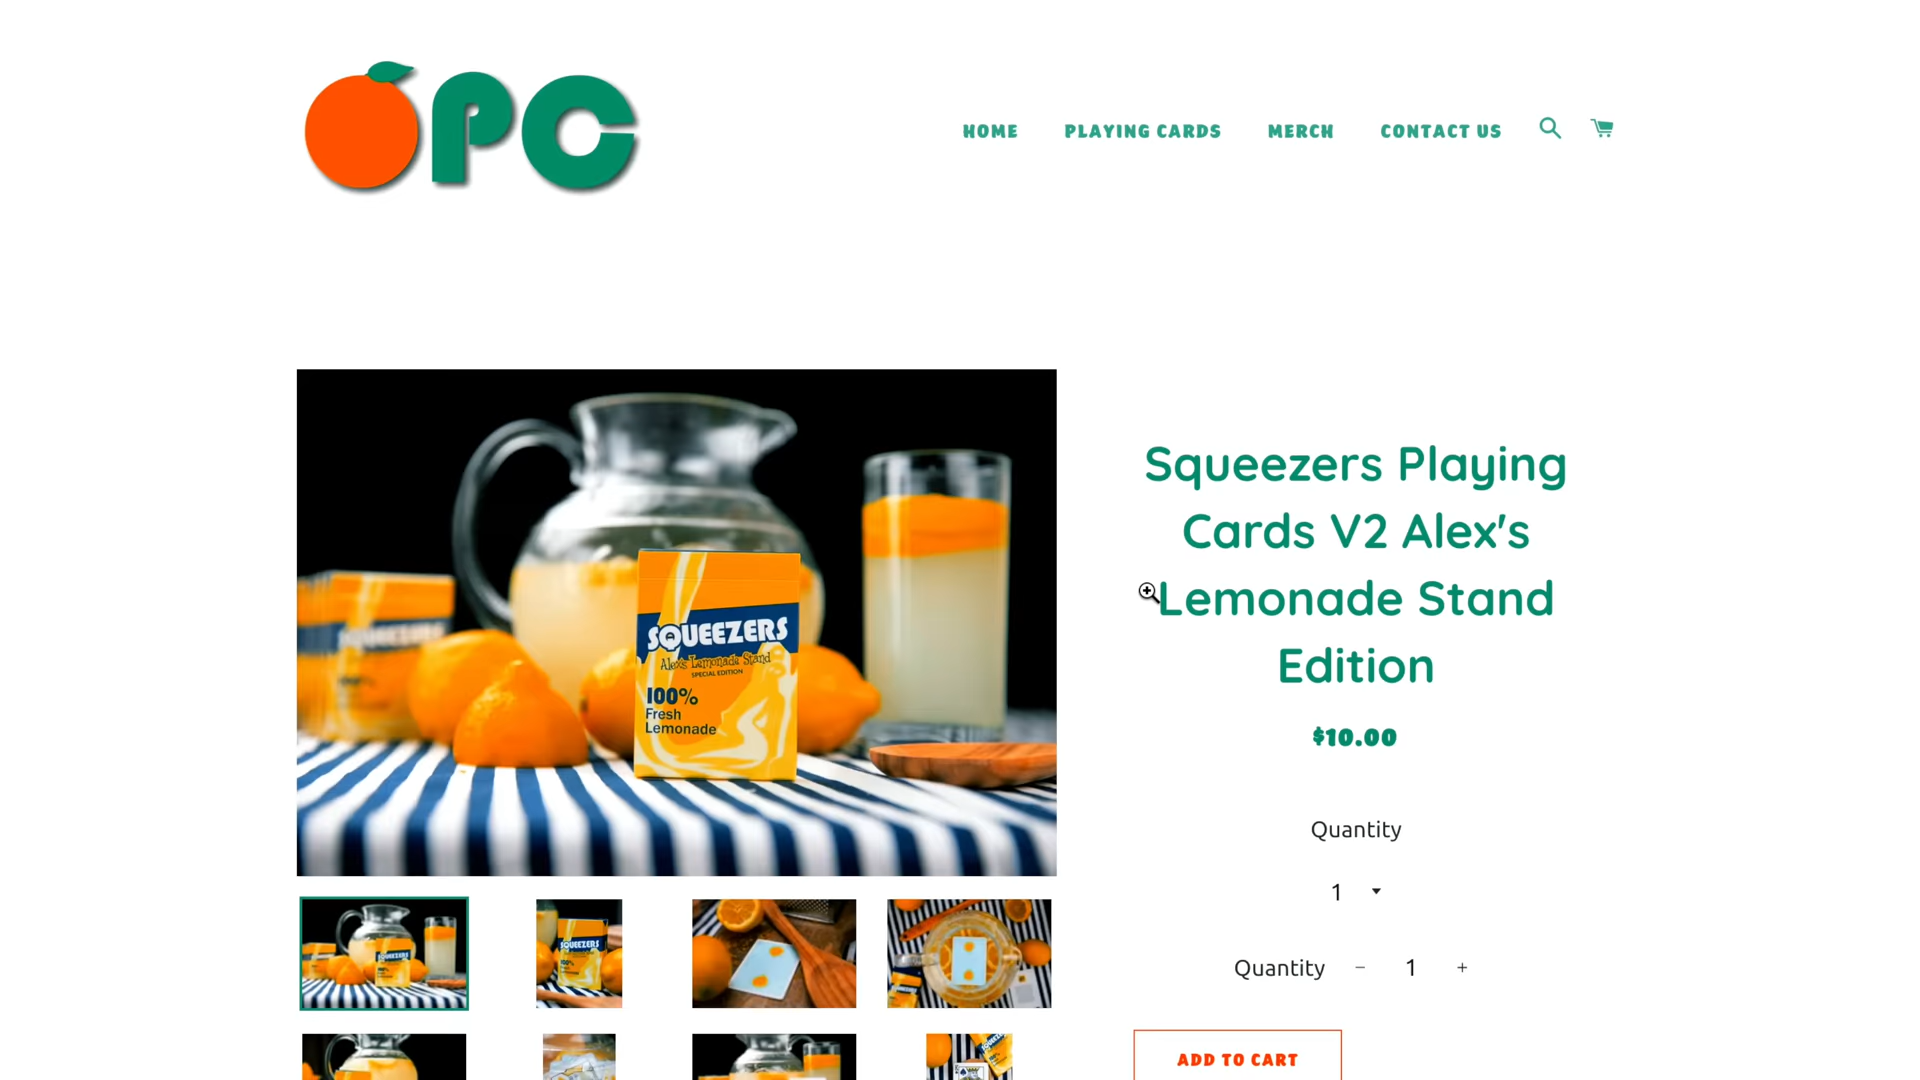 PC
HOME PLAYING CARDS MERCH CONTACT US
Squeezers Playing
Cards V2 Alex's
Lemonade Stand
Edition
$10.00
SQUEEZERS
Alex's Lemonade Stand
SPECIAL EDITION
100%
Fresh
Lemonade
Quantity
1
Quantity − 1 +
SQUEEZERS
ADD TO CART